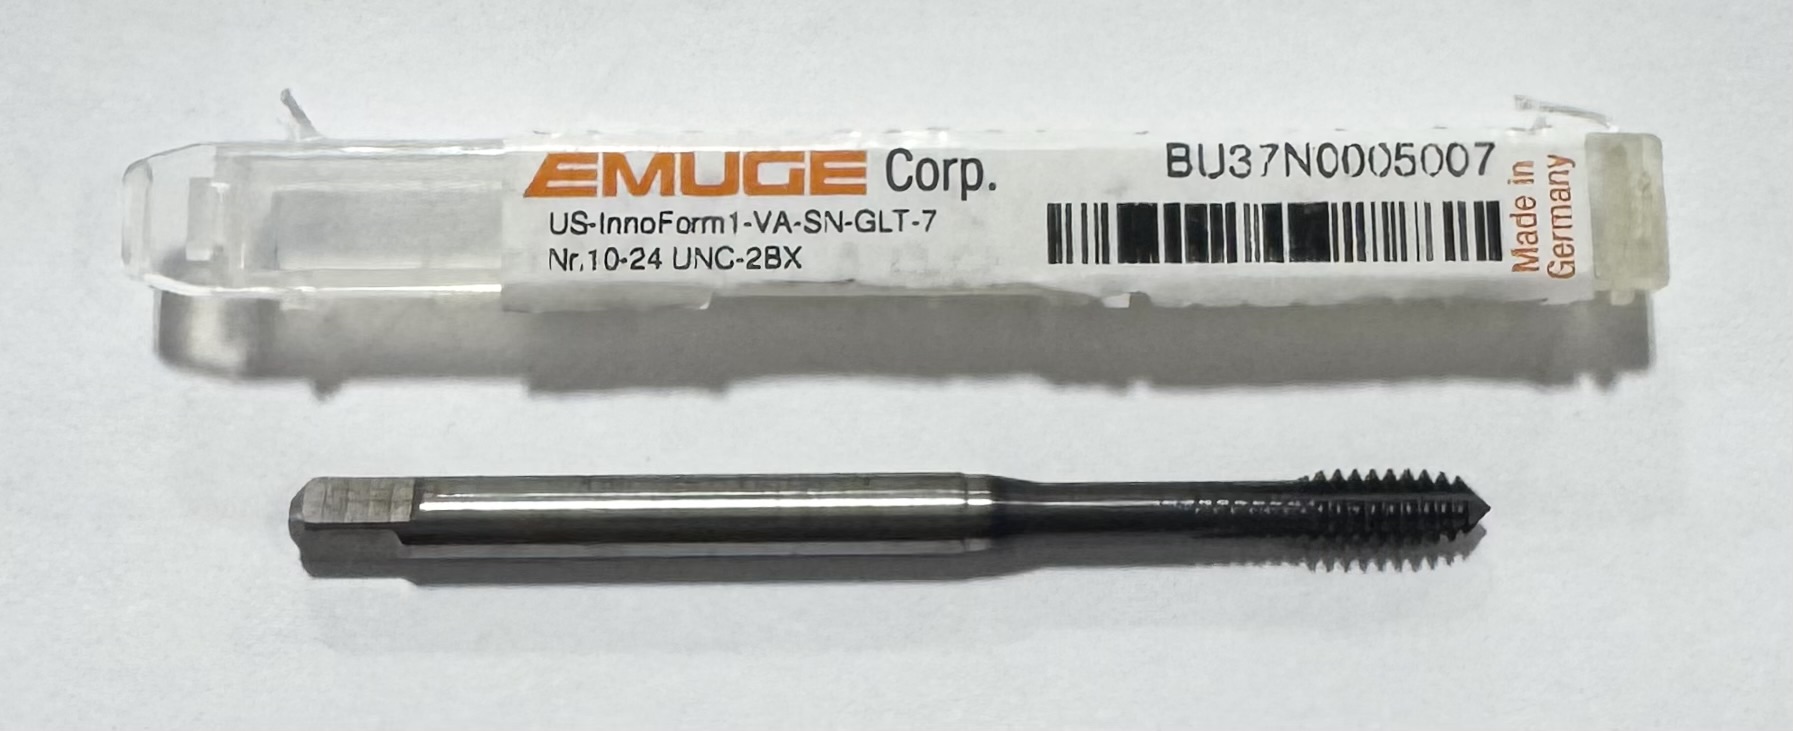 EMUGE Corp.
US-InnoForm1-VA-SN-GLT-7
Nr.10-24 UNC-2BX
BU37N0005007
Made in
Germany